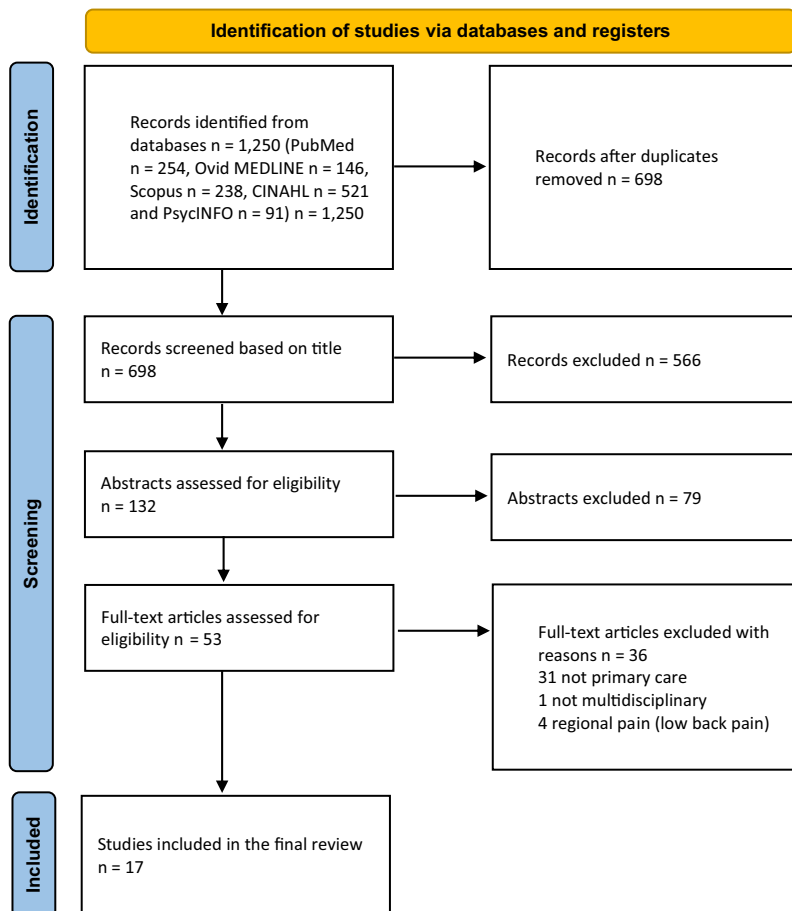 Identification of studies via databases and registers
Identification
Records identified from
databases n = 1,250 (PubMed
n = 254, Ovid MEDLINE n = 146,
Scopus n = 238, CINAHL n = 521
and PsycINFO n = 91) n = 1,250
Records after duplicates
removed n = 698
Screening
Records screened based on title
n = 698
Records excluded n = 566
Abstracts assessed for eligibility
n = 132
Abstracts excluded n = 79
Full-text articles assessed for
eligibility n = 53
Full-text articles excluded with
reasons n = 36
31 not primary care
1 not multidisciplinary
4 regional pain (low back pain)
Included
Studies included in the final review
n = 17